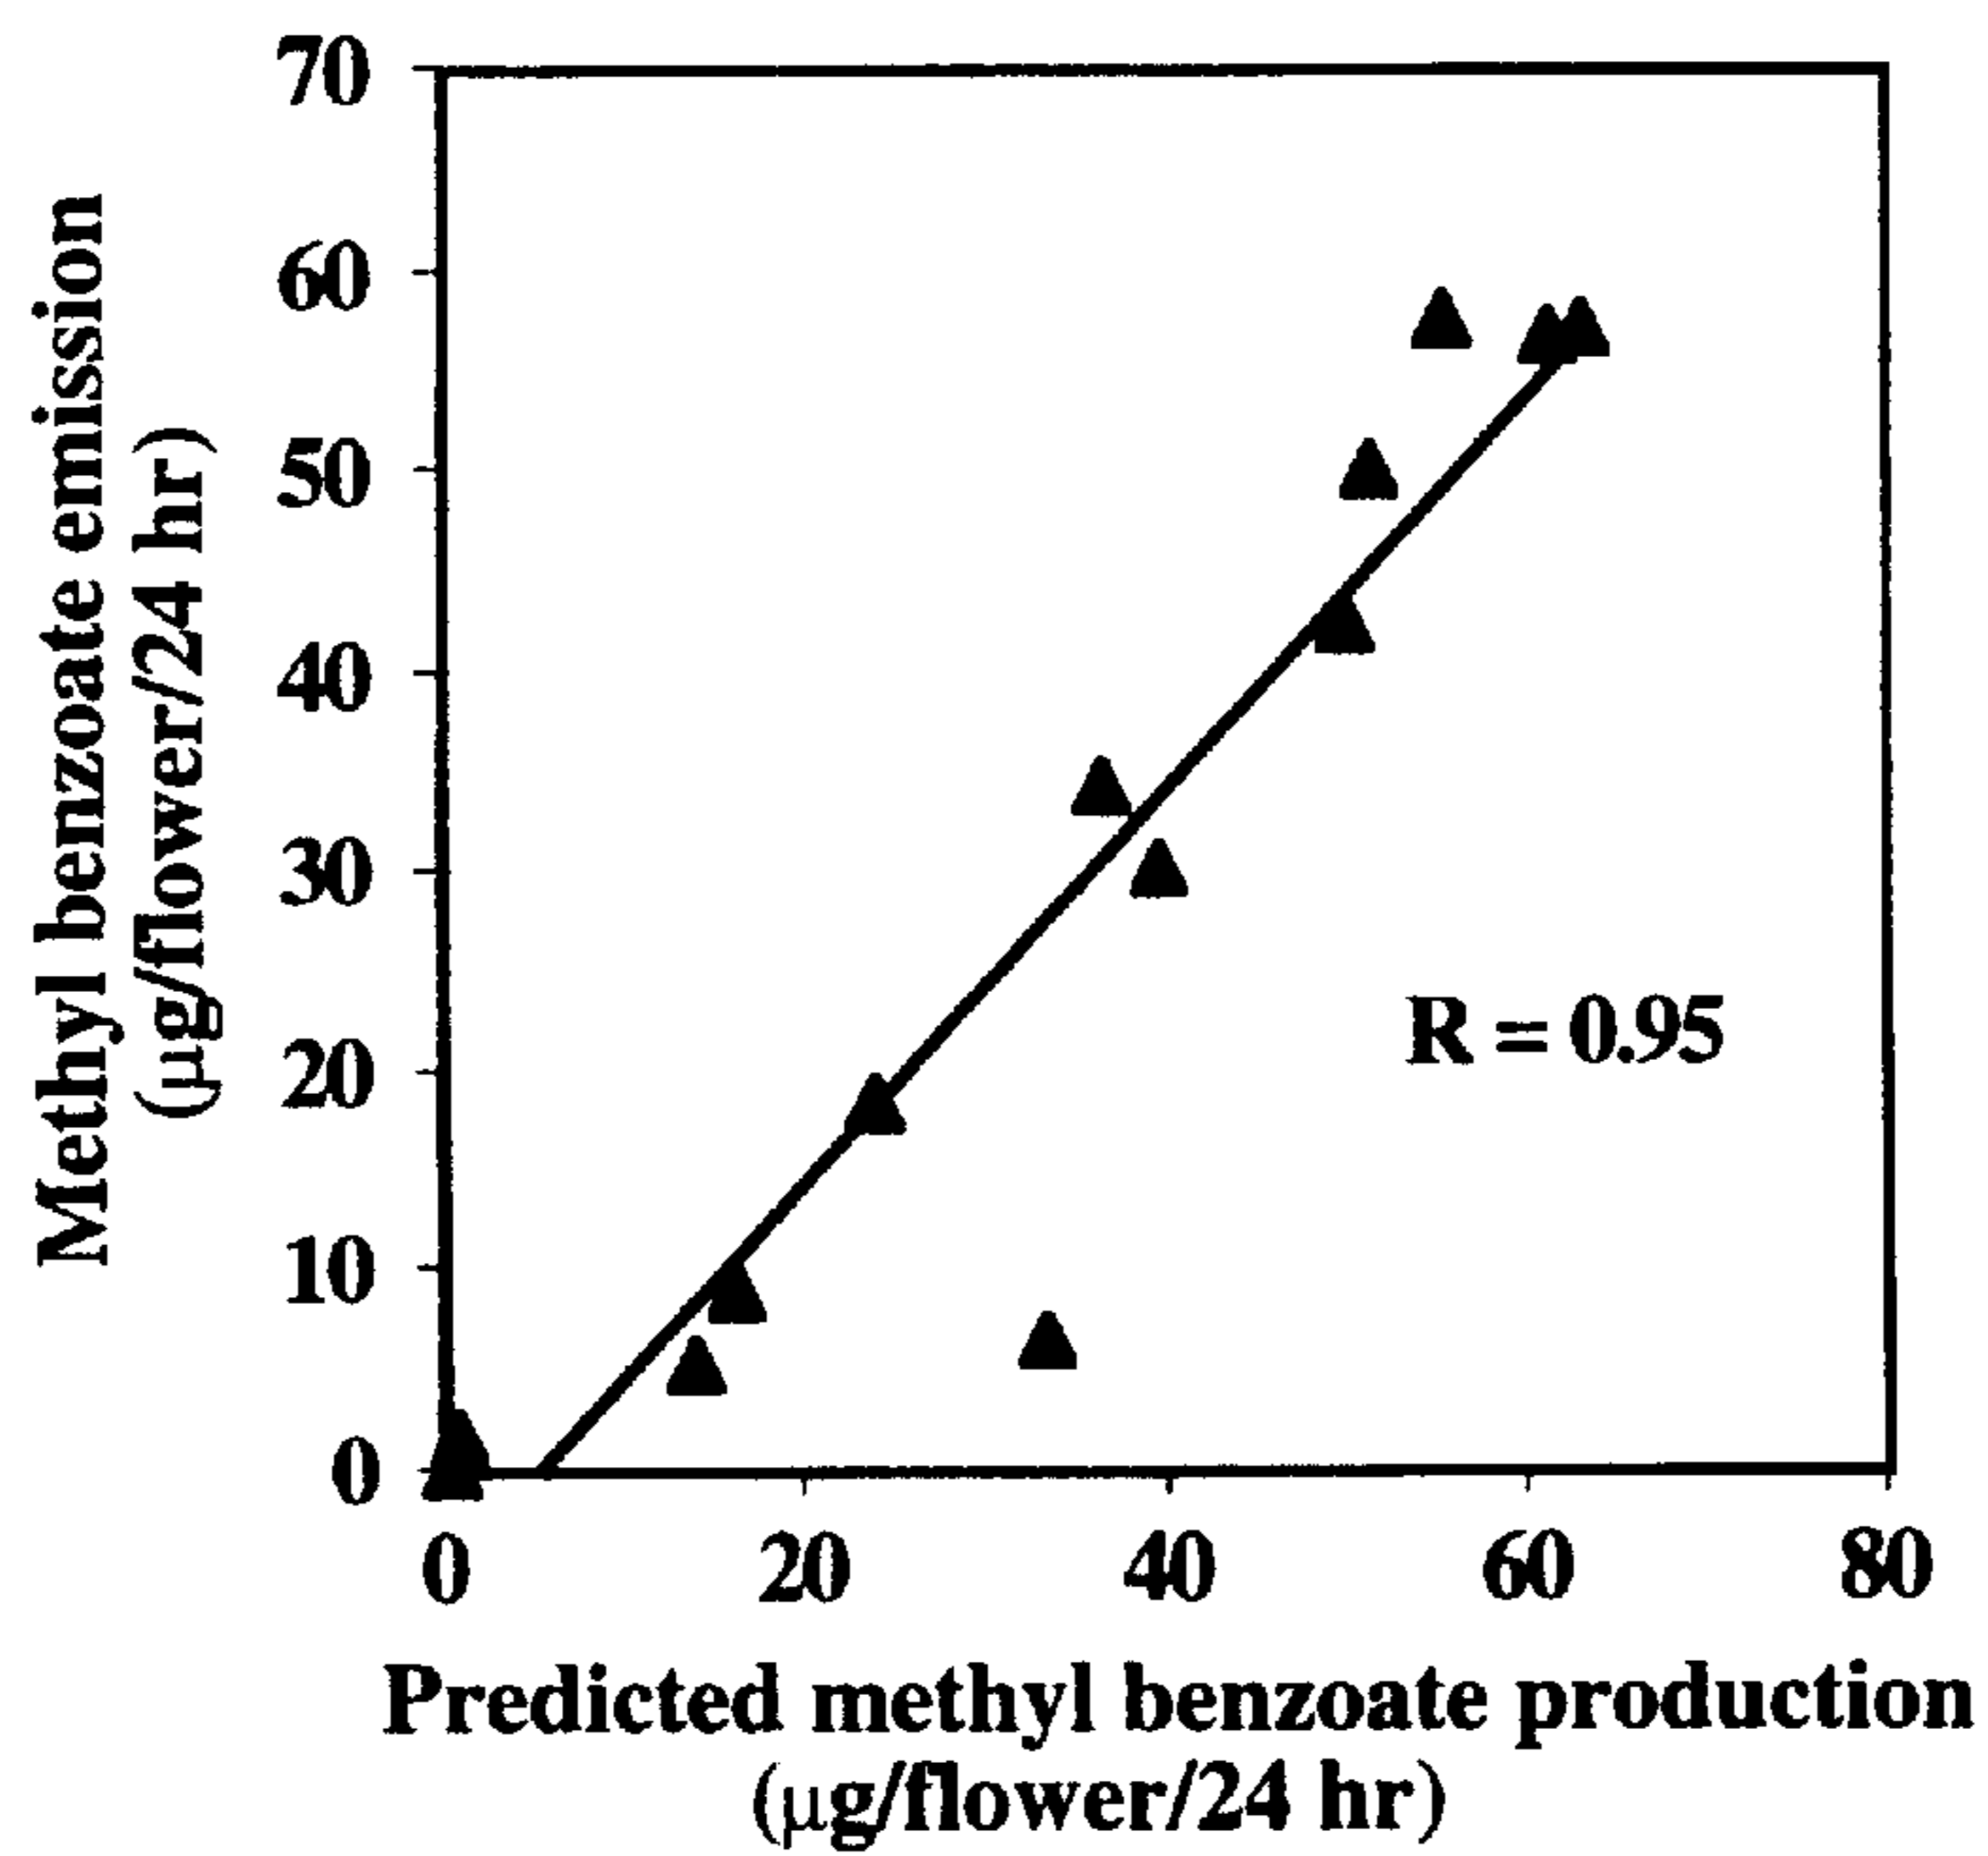 Methyl benzoate emission
(µg/flower/24 hr)
70
60
50
40
30
20
10
0
R = 0.95
0 20 40 60 80
Predicted methyl benzoate production
(µg/flower/24 hr)